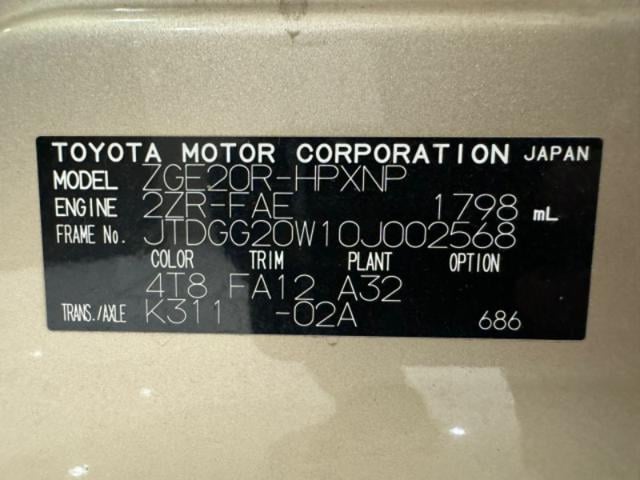 TOYOTA MOTOR CORPORATION JAPAN
MODEL ZGE20R-HPXNP
ENGINE 2ZR-FAE 1798 mL
FRAME No. JTDGG20W10J002568
COLOR TRIM PLANT OPTION
4T8 FA12 A32
TRANS./AXLE K311 -02A 686